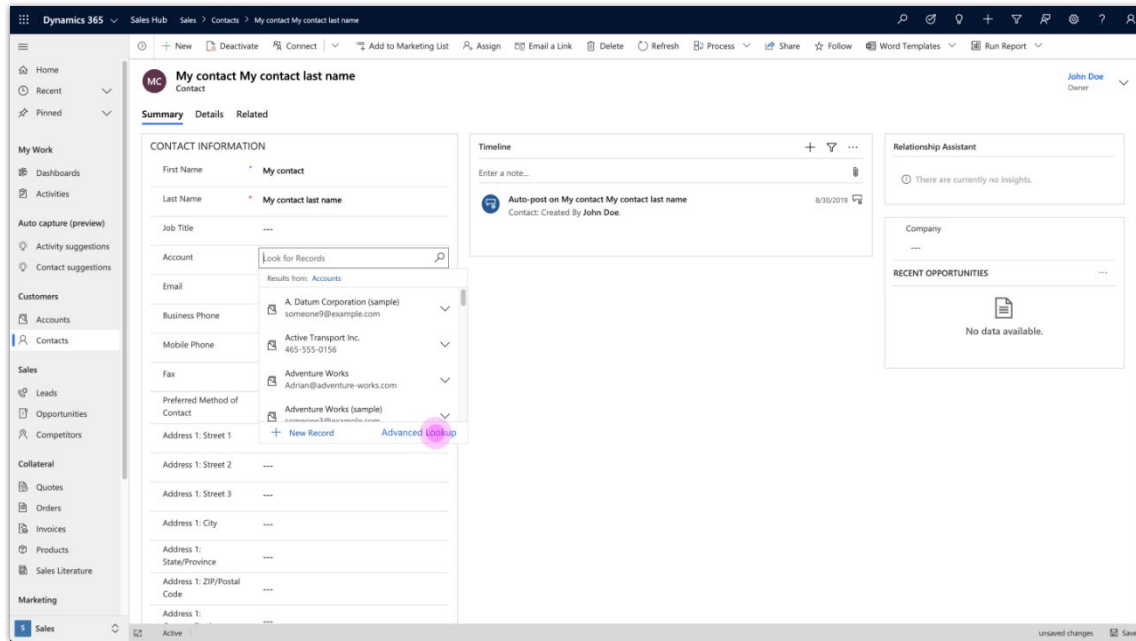 Dynamics 365
Sales Hub Sales > Contacts > My contact My contact last name
New Deactivate Connect Add to Marketing List Assign Email a Link Delete Refresh Process Share Follow Word Templates Run Report
Home
Recent
Pinned
My Work
Dashboards
Activities
Auto capture (preview)
Activity suggestions
Contact suggestions
Customers
Accounts
Contacts
Sales
Leads
Opportunities
Competitors
Collateral
Quotes
Orders
Invoices
Products
Sales Literature
Marketing
S Sales
MC
My contact My contact last name
Contact
John Doe
Owner
Summary Details Related
CONTACT INFORMATION
First Name * My contact
Last Name * My contact last name
Job Title ---
Account Look for Records
Results from: Accounts
A. Datum Corporation (sample)
someone9@example.com
Active Transport Inc.
465-555-0156
Adventure Works
Adrian@adventure-works.com
Adventure Works (sample)
someone3@example.com
New Record Advanced Lookup
Email
Business Phone
Mobile Phone
Fax
Preferred Method of
Contact
Address 1: Street 1
Address 1: Street 2 ---
Address 1: Street 3 ---
Address 1: City ---
Address 1:
State/Province ---
Address 1: ZIP/Postal
Code ---
Address 1:
Timeline
Enter a note...
Auto-post on My contact My contact last name 8/30/2019
Contact: Created By John Doe.
Relationship Assistant
There are currently no insights.
Company
---
RECENT OPPORTUNITIES
No data available.
Active
unsaved changes Save